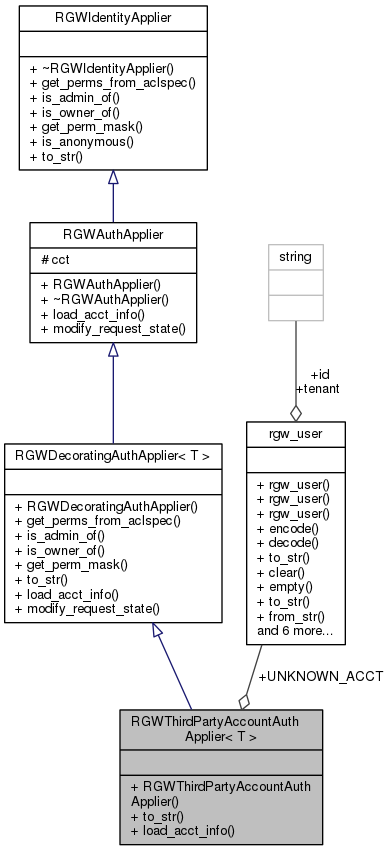 RGWIdentityApplier
+ ~RGWIdentityApplier()
+ get_perms_from_aclspec()
+ is_admin_of()
+ is_owner_of()
+ get_perm_mask()
+ is_anonymous()
+ to_str()
RGWAuthApplier
# cct
+ RGWAuthApplier()
+ ~RGWAuthApplier()
+ load_acct_info()
+ modify_request_state()
string
+id
+tenant
RGWDecoratingAuthApplier< T >
+ RGWDecoratingAuthApplier()
+ get_perms_from_aclspec()
+ is_admin_of()
+ is_owner_of()
+ get_perm_mask()
+ to_str()
+ load_acct_info()
+ modify_request_state()
rgw_user
+ rgw_user()
+ rgw_user()
+ rgw_user()
+ encode()
+ decode()
+ to_str()
+ clear()
+ empty()
+ to_str()
+ from_str()
and 6 more...
+UNKNOWN_ACCT
RGWThirdPartyAccountAuth
Applier< T >
+ RGWThirdPartyAccountAuth
Applier()
+ to_str()
+ load_acct_info()